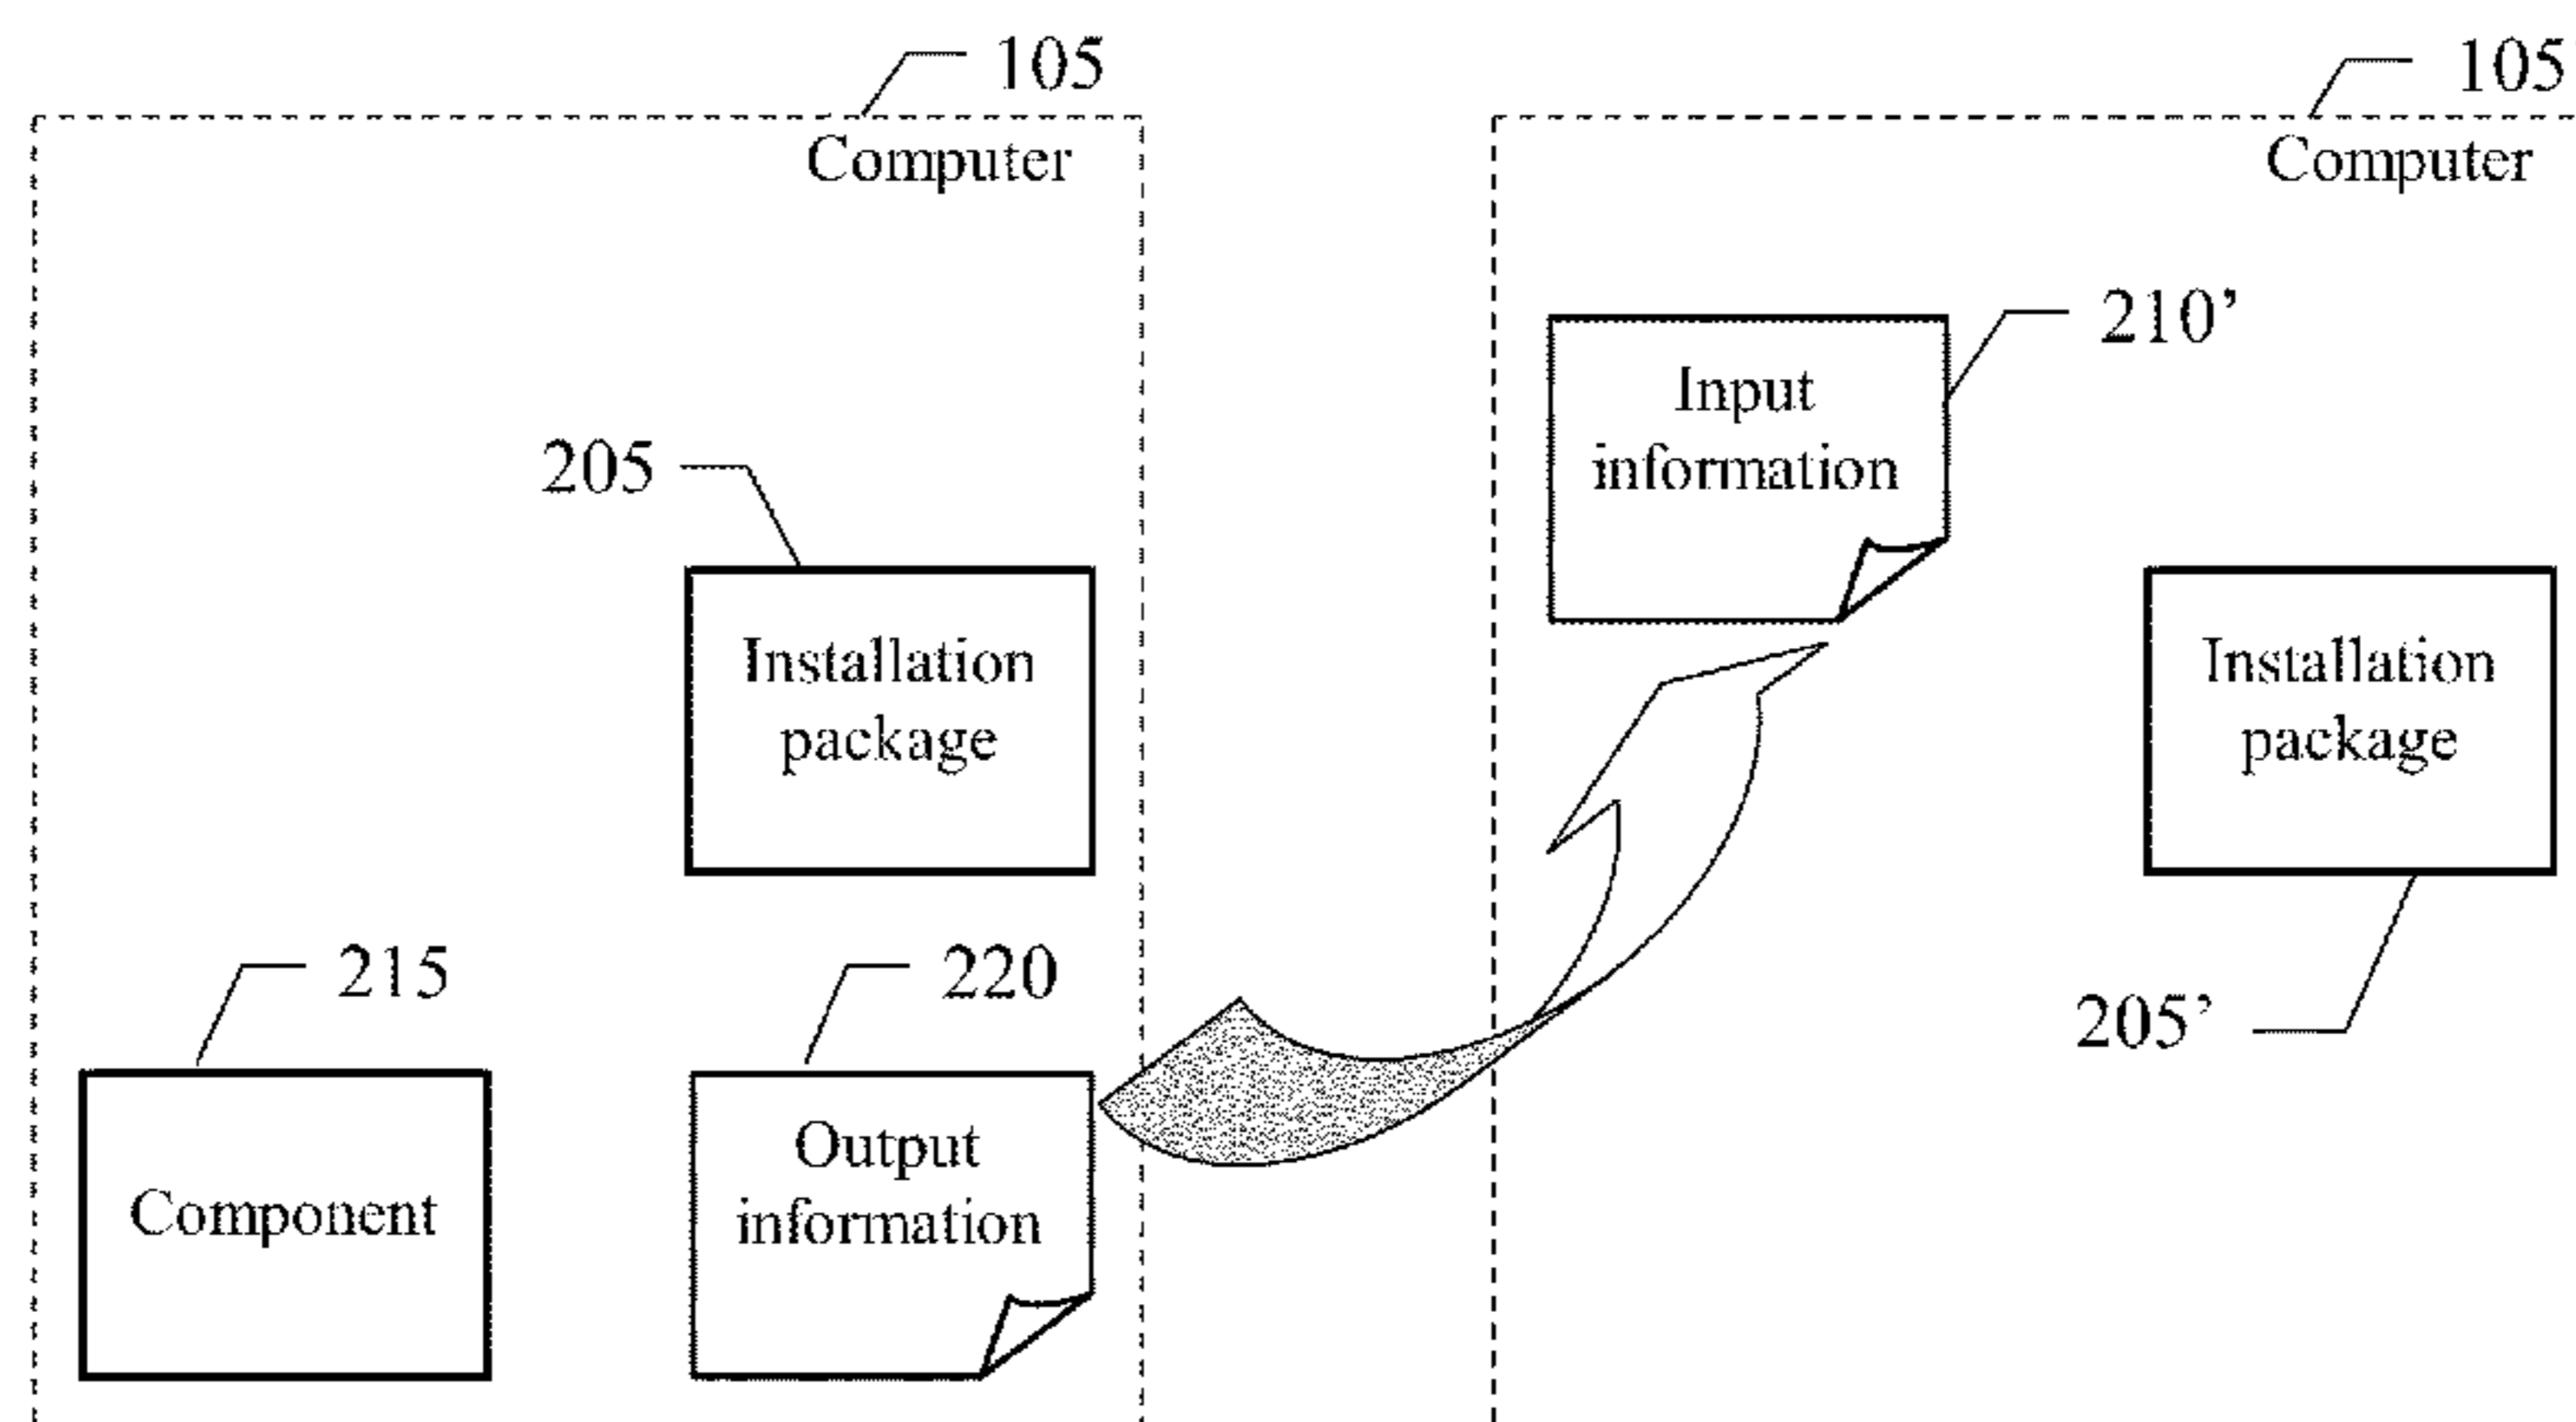 105
Computer
205
Installation
package
215
220
Component
Output
information
105
Computer
210’
Input
information
Installation
package
205’